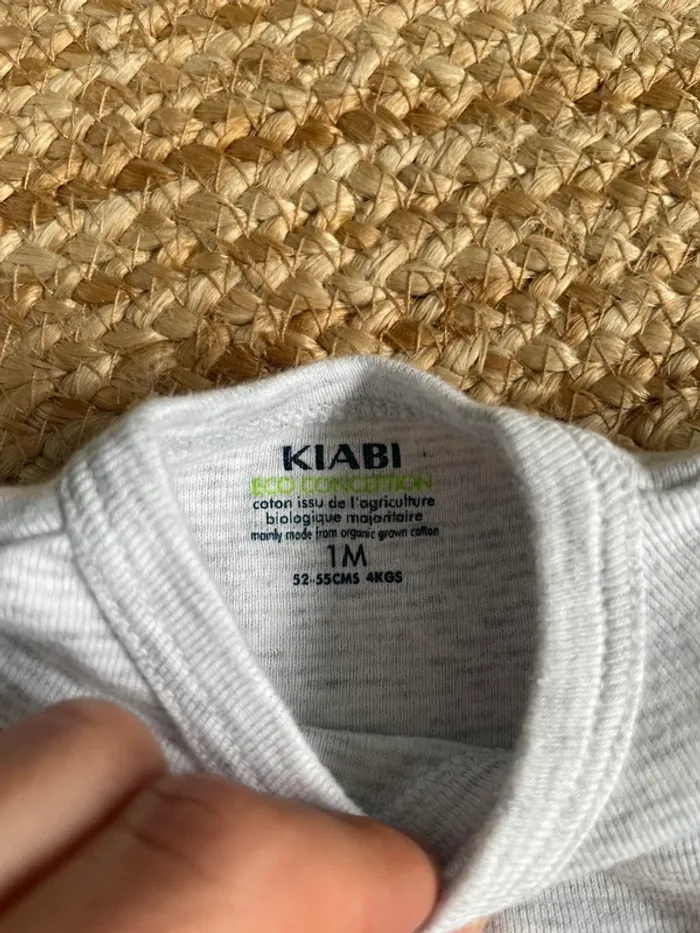 KIABI
ECO CONCEPTION
coton issu de l'agriculture
biologique majoritaire
mainly made from organic grown cotton
1M
52-55CMS 4KGS